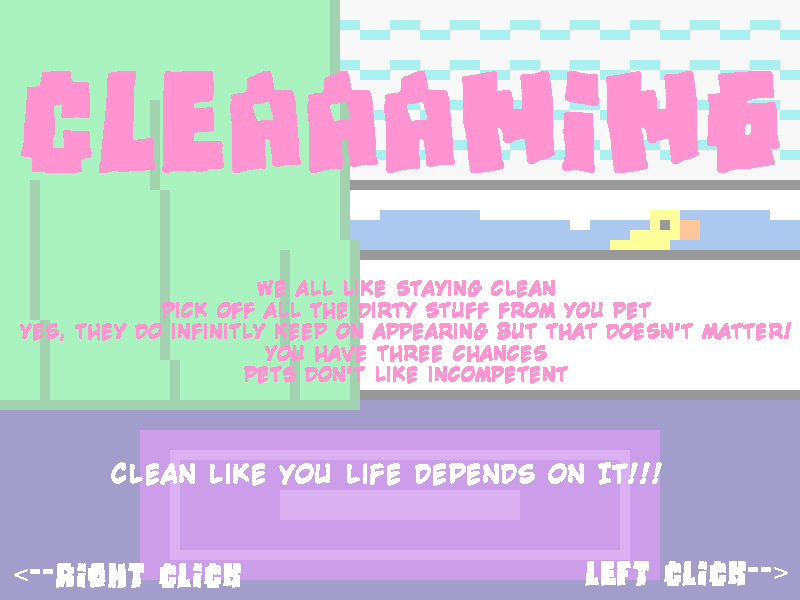 CLEAAANING
WE ALL LIKE STAYING CLEAN
PICK OFF ALL THE DIRTY STUFF FROM YOU PET
YES, THEY DO INFINITLY KEEP ON APPEARING BUT THAT DOESN'T MATTER!
YOU HAVE THREE CHANCES
PETS DON'T LIKE INCOMPETENT
CLEAN LIKE YOU LIFE DEPENDS ON IT!!!
<--RIGHT CLICK
LEFT CLICK-->